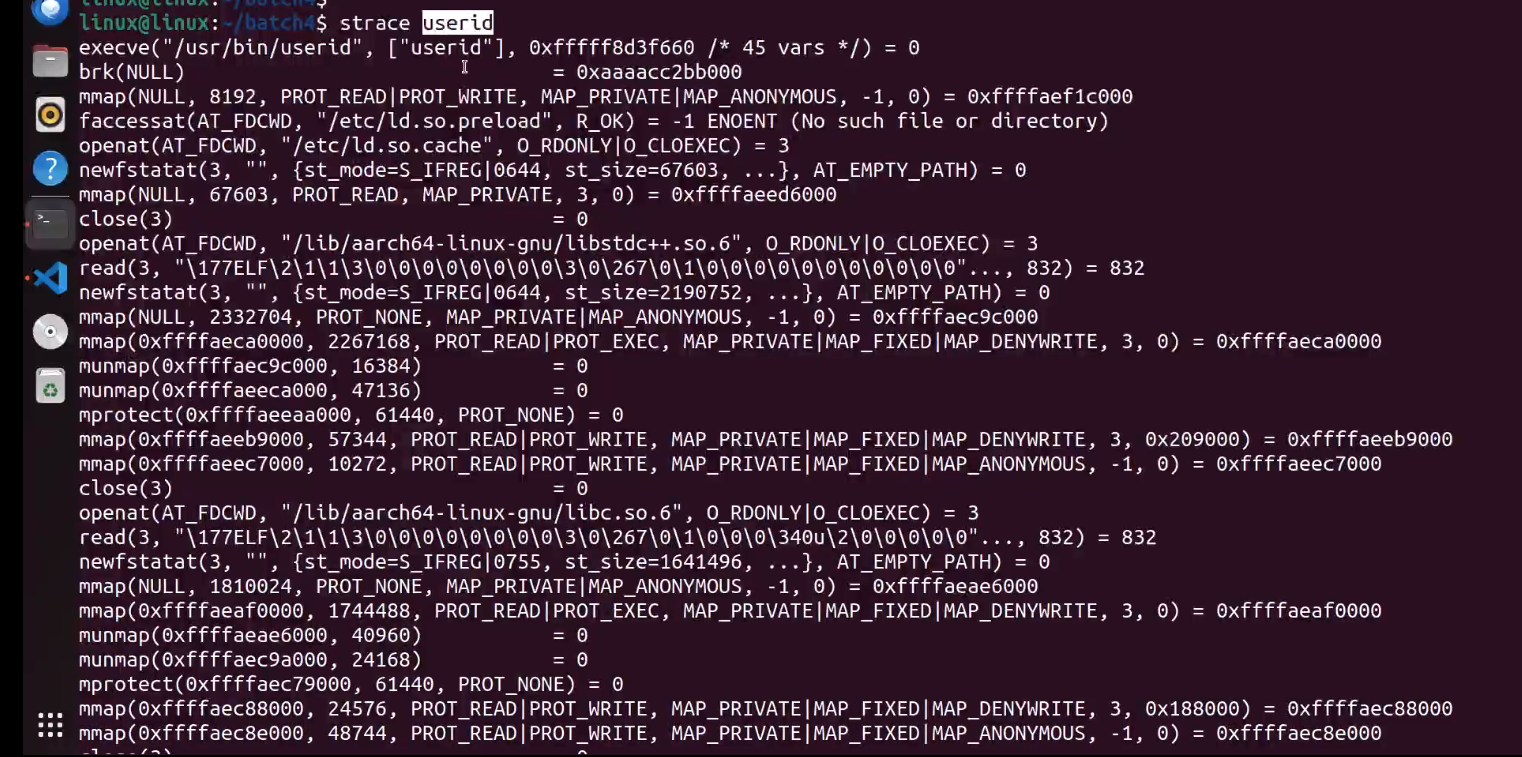 linux@linux:~/batch4$
linux@linux:~/batch4$ strace userid
execve("/usr/bin/userid", ["userid"], 0xfffff8d3f660 /* 45 vars */) = 0
brk(NULL)                               = 0xaaaacc2bb000
mmap(NULL, 8192, PROT_READ|PROT_WRITE, MAP_PRIVATE|MAP_ANONYMOUS, -1, 0) = 0xffffaef1c000
faccessat(AT_FDCWD, "/etc/ld.so.preload", R_OK) = -1 ENOENT (No such file or directory)
openat(AT_FDCWD, "/etc/ld.so.cache", O_RDONLY|O_CLOEXEC) = 3
newfstatat(3, "", {st_mode=S_IFREG|0644, st_size=67603, ...}, AT_EMPTY_PATH) = 0
mmap(NULL, 67603, PROT_READ, MAP_PRIVATE, 3, 0) = 0xffffaeed6000
close(3)                                = 0
openat(AT_FDCWD, "/lib/aarch64-linux-gnu/libstdc++.so.6", O_RDONLY|O_CLOEXEC) = 3
read(3, "\177ELF\2\1\1\3\0\0\0\0\0\0\0\0\3\0\267\0\1\0\0\0\0\0\0\0\0\0\0\0"..., 832) = 832
newfstatat(3, "", {st_mode=S_IFREG|0644, st_size=2190752, ...}, AT_EMPTY_PATH) = 0
mmap(NULL, 2332704, PROT_NONE, MAP_PRIVATE|MAP_ANONYMOUS, -1, 0) = 0xffffaec9c000
mmap(0xffffaeca0000, 2267168, PROT_READ|PROT_EXEC, MAP_PRIVATE|MAP_FIXED|MAP_DENYWRITE, 3, 0) = 0xffffaeca0000
munmap(0xffffaec9c000, 16384)           = 0
munmap(0xffffaeeca000, 47136)           = 0
mprotect(0xffffaeeaa000, 61440, PROT_NONE) = 0
mmap(0xffffaeeb9000, 57344, PROT_READ|PROT_WRITE, MAP_PRIVATE|MAP_FIXED|MAP_DENYWRITE, 3, 0x209000) = 0xffffaeeb9000
mmap(0xffffaeec7000, 10272, PROT_READ|PROT_WRITE, MAP_PRIVATE|MAP_FIXED|MAP_ANONYMOUS, -1, 0) = 0xffffaeec7000
close(3)                                = 0
openat(AT_FDCWD, "/lib/aarch64-linux-gnu/libc.so.6", O_RDONLY|O_CLOEXEC) = 3
read(3, "\177ELF\2\1\1\3\0\0\0\0\0\0\0\0\3\0\267\0\1\0\0\0\340u\2\0\0\0\0\0"..., 832) = 832
newfstatat(3, "", {st_mode=S_IFREG|0755, st_size=1641496, ...}, AT_EMPTY_PATH) = 0
mmap(NULL, 1810024, PROT_NONE, MAP_PRIVATE|MAP_ANONYMOUS, -1, 0) = 0xffffaeae6000
mmap(0xffffaeaf0000, 1744488, PROT_READ|PROT_EXEC, MAP_PRIVATE|MAP_FIXED|MAP_DENYWRITE, 3, 0) = 0xffffaeaf0000
munmap(0xffffaeae6000, 40960)           = 0
munmap(0xffffaec9a000, 24168)           = 0
mprotect(0xffffaec79000, 61440, PROT_NONE) = 0
mmap(0xffffaec88000, 24576, PROT_READ|PROT_WRITE, MAP_PRIVATE|MAP_FIXED|MAP_DENYWRITE, 3, 0x188000) = 0xffffaec88000
mmap(0xffffaec8e000, 48744, PROT_READ|PROT_WRITE, MAP_PRIVATE|MAP_FIXED|MAP_ANONYMOUS, -1, 0) = 0xffffaec8e000